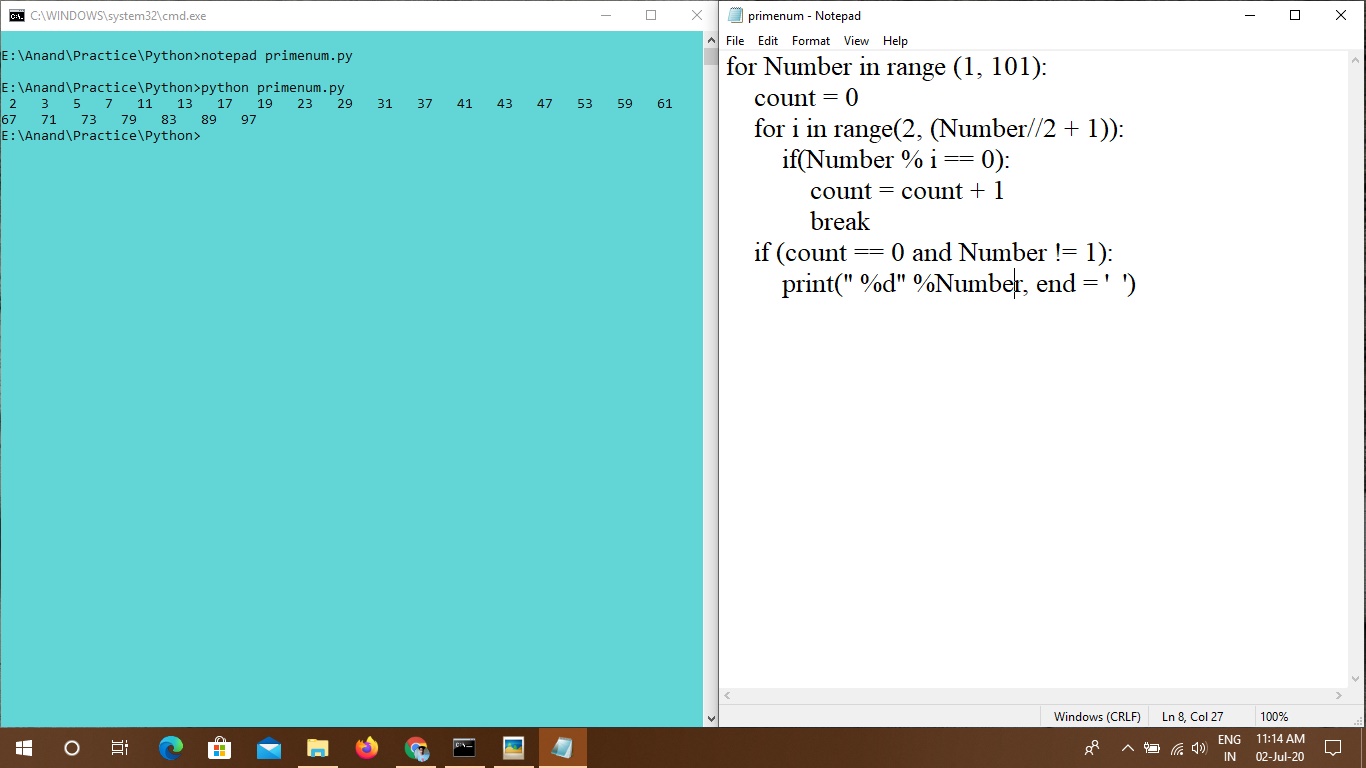 C:\WINDOWS\system32\cmd.exe
E:\Anand\Practice\Python>notepad primenum.py
E:\Anand\Practice\Python>python primenum.py
2 3 5 7 11 13 17 19 23 29 31 37 41 43 47 53 59 61
67 71 73 79 83 89 97
E:\Anand\Practice\Python>
primenum - Notepad
File Edit Format View Help
for Number in range (1, 101):
count = 0
for i in range(2, (Number//2 + 1)):
if(Number % i == 0):
count = count + 1
break
if (count == 0 and Number != 1):
print(" %d" %Number, end = '  ')
Windows (CRLF) Ln 8, Col 27 100%
ENG
IN
11:14 AM
02-Jul-20